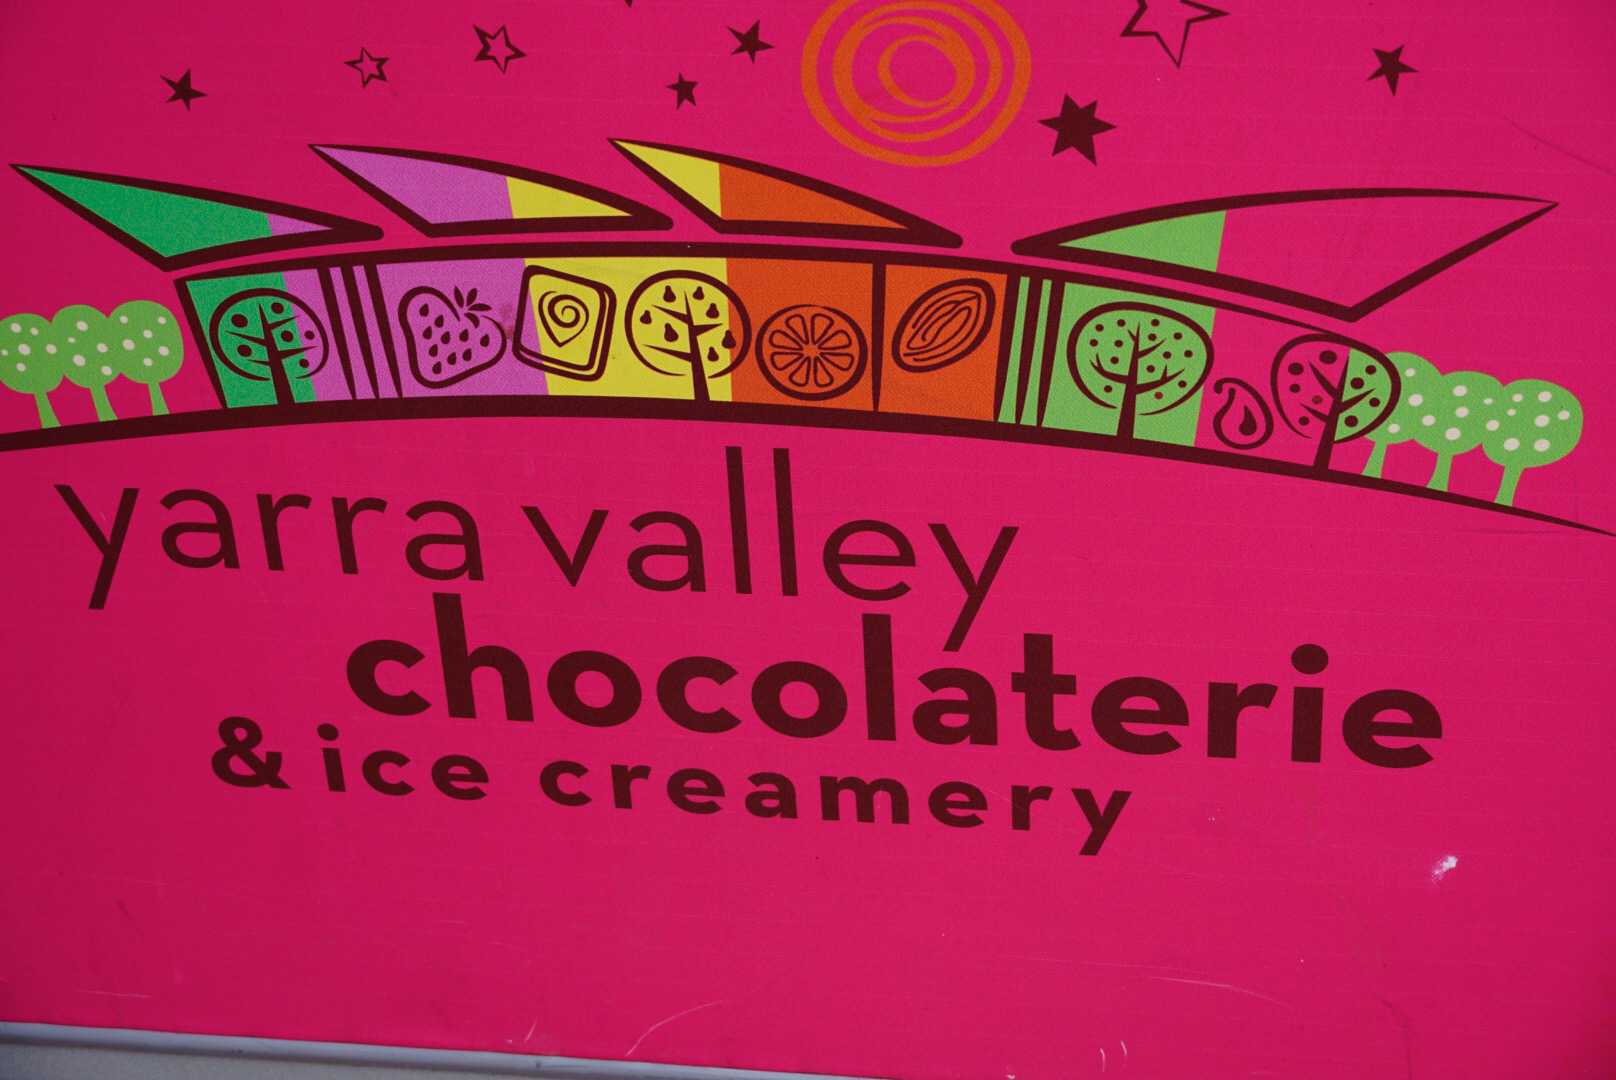 yarra valley
chocolaterie
& ice creamery